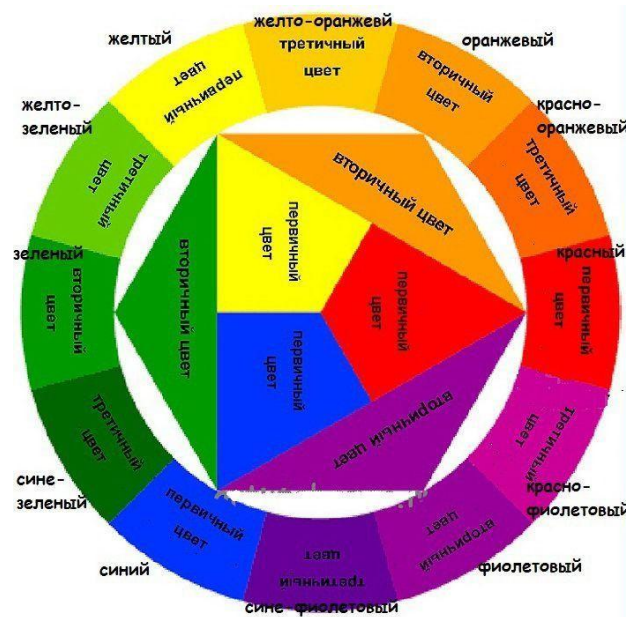 желто-оранжевй
третичный
цвет
желтый
первичный
цвет
оранжевый
вторичный
цвет
желто-
зеленый
третичный
цвет
красно-
оранжевый
третичный
цвет
вторичный цвет
первичный
цвет
зеленый
вторичный
цвет
вторичный цвет
первичный
цвет
красный
первичный
цвет
первичный
цвет
вторичный цвет
третичный
цвет
сине-
зеленый
третичный
цвет
красно-
фиолетовый
первичный
цвет
синий
третичный
цвет
сине-фиолетовый
вторичный
цвет
фиолетовый